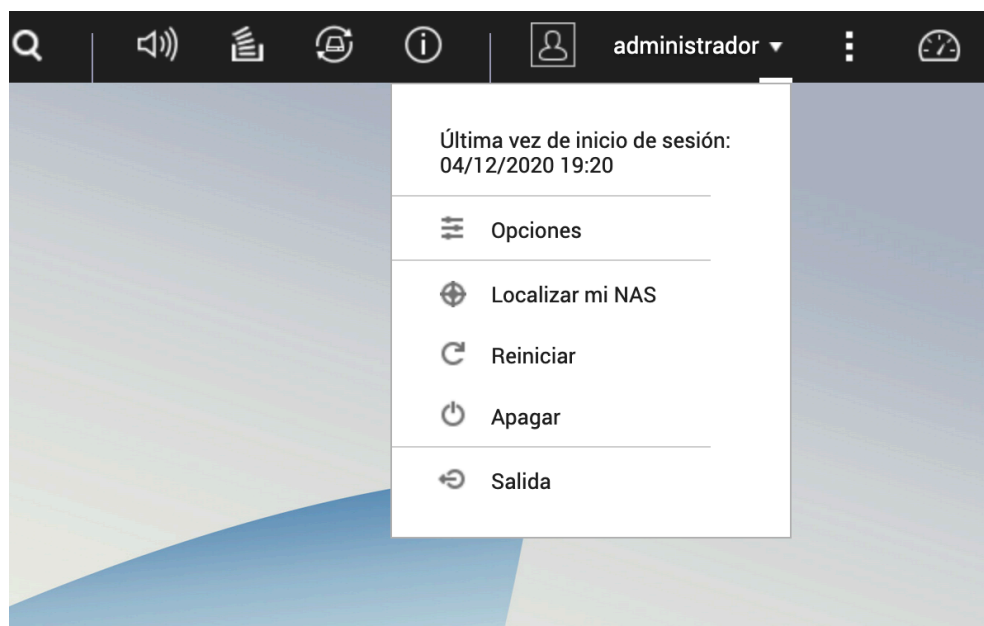 administrador
Última vez de inicio de sesión:
04/12/2020 19:20
Opciones
Localizar mi NAS
Reiniciar
Apagar
Salida